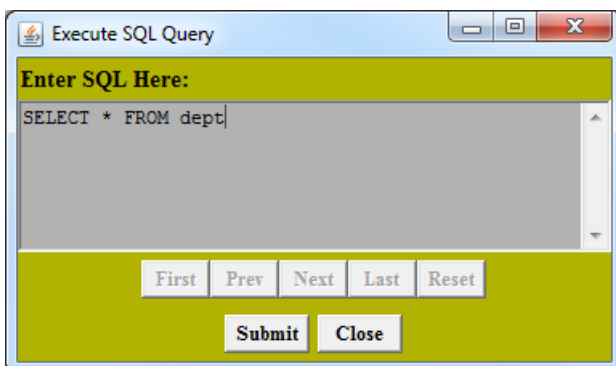 Execute SQL Query
Enter SQL Here:
SELECT * FROM dept
First Prev Next Last Reset
Submit Close